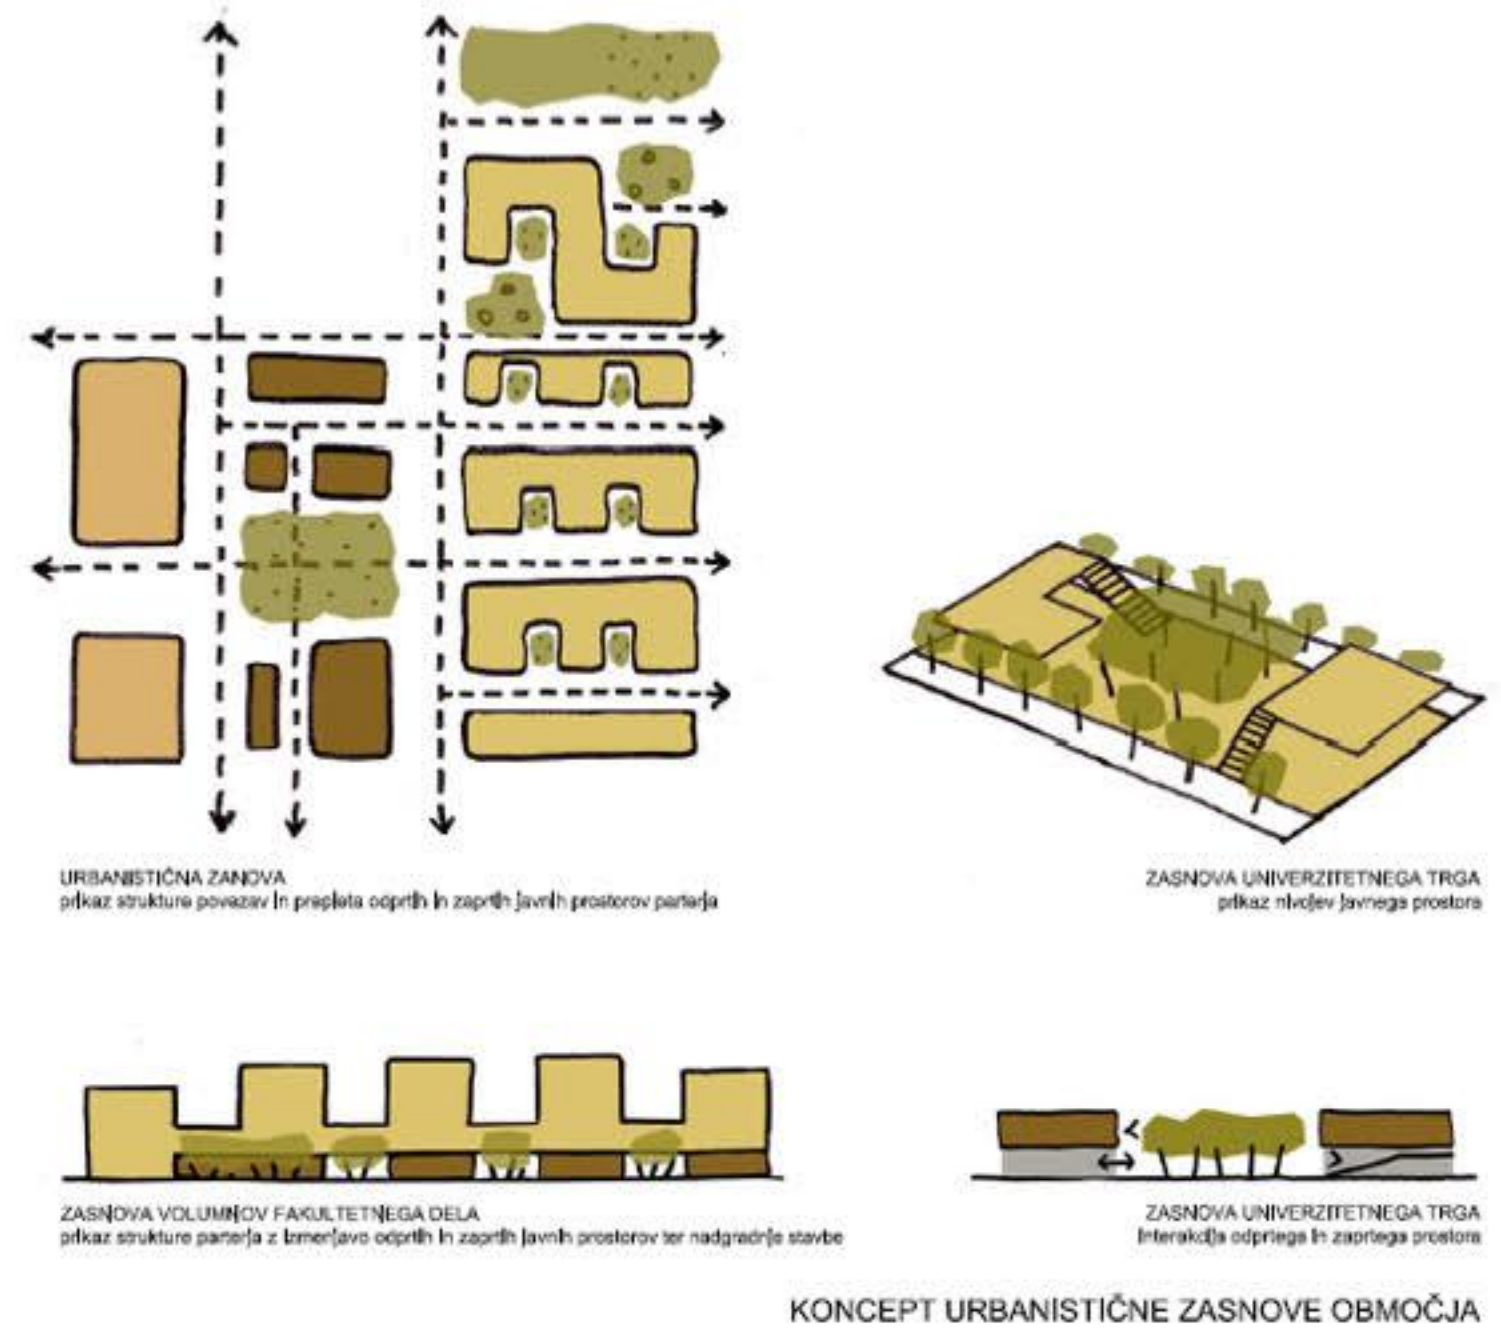 URBANISTIČNA ZANOVA
prikaz strukture povezav in prepleta odprtih in zaprtih javnih prostorov parterja
ZASNOVA UNIVERZITETNEGA TRGA
prikaz nivojev javnega prostora
ZASNOVA VOLUMNOV FAKULTETNEGA DELA
prikaz strukture parterja z izmenjavo odprtih in zaprtih javnih prostorov ter nadgradnje stavbe
ZASNOVA UNIVERZITETNEGA TRGA
interakcija odprtega in zaprtega prostora
KONCEPT URBANISTIČNE ZASNOVE OBMOČJA